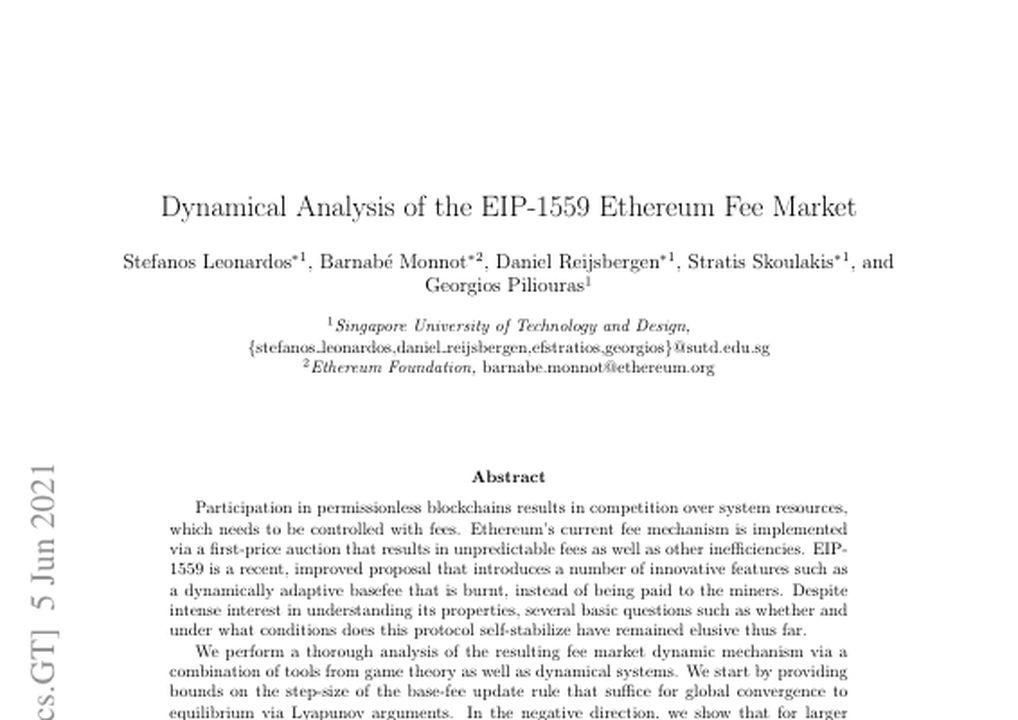 Dynamical Analysis of the EIP-1559 Ethereum Fee Market
Stefanos Leonardos*1, Barnabé Monnot*2, Daniel Reijsbergen*1, Stratis Skoulakis*1, and
Georgios Piliouras1
1Singapore University of Technology and Design,
{stefanos_leonardos,daniel_reijsbergen,efstratios,georgios}@sutd.edu.sg
2Ethereum Foundation, barnabe.monnot@ethereum.org
Abstract
Participation in permissionless blockchains results in competition over system resources,
which needs to be controlled with fees. Ethereum's current fee mechanism is implemented
via a first-price auction that results in unpredictable fees as well as other inefficiencies. EIP-
1559 is a recent, improved proposal that introduces a number of innovative features such as
a dynamically adaptive basefee that is burnt, instead of being paid to the miners. Despite
intense interest in understanding its properties, several basic questions such as whether and
under what conditions does this protocol self-stabilize have remained elusive thus far.
We perform a thorough analysis of the resulting fee market dynamic mechanism via a
combination of tools from game theory as well as dynamical systems. We start by providing
bounds on the step-size of the base-fee update rule that suffice for global convergence to
equilibrium via Lyapunov arguments. In the negative direction, we show that for larger
cs.GT] 5 Jun 2021